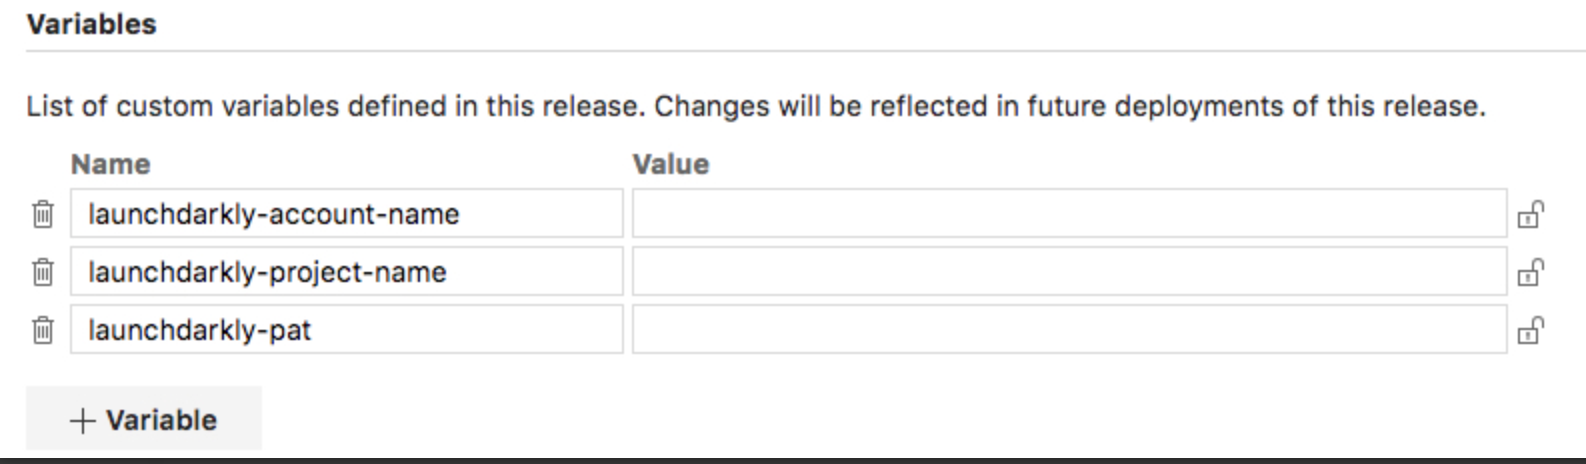 Variables
List of custom variables defined in this release. Changes will be reflected in future deployments of this release.
Name Value
launchdarkly-account-name
launchdarkly-project-name
launchdarkly-pat
+ Variable